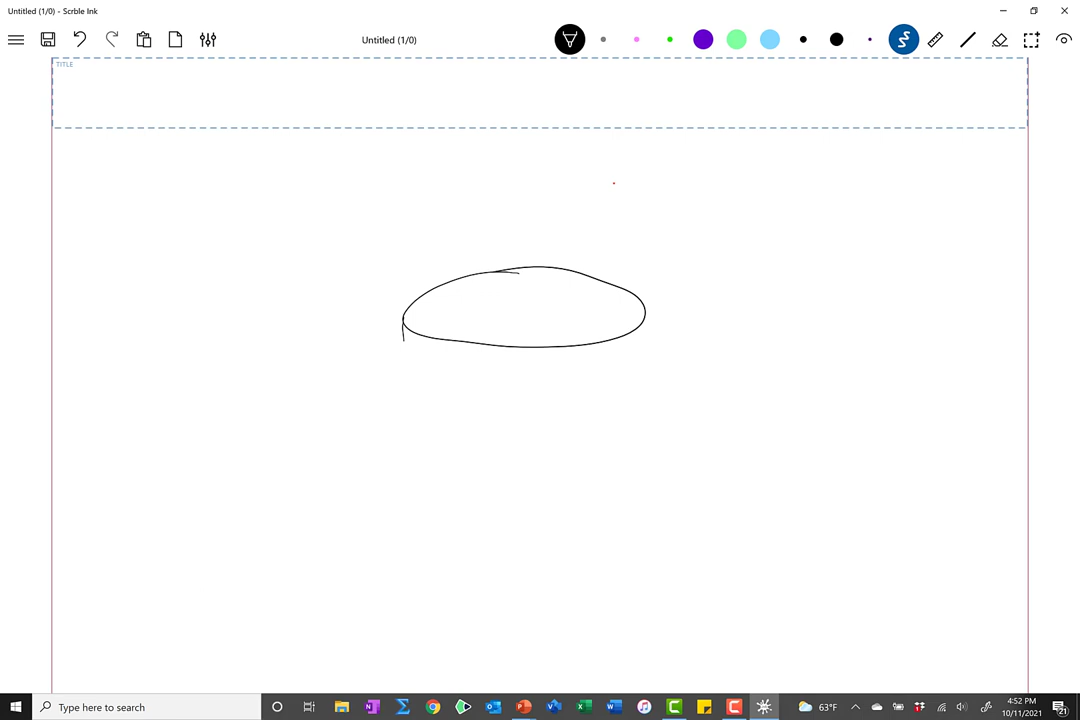 Untitled (1/0) - Scrble Ink
Untitled (1/0)
TITLE
Type here to search
63°F
4:52 PM
10/11/2021
21